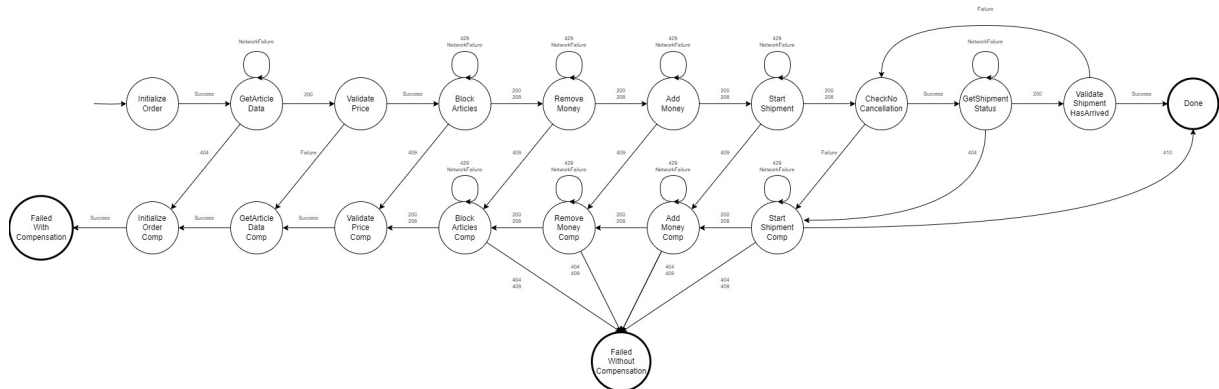 Failure
NetworkFailure
429
NetworkFailure
429
NetworkFailure
429
NetworkFailure
429
NetworkFailure
NetworkFailure
Initialize
Order
Success
GetArticle
Data
200
Validate
Price
Success
Block
Articles
200
208
Remove
Money
200
208
Add
Money
200
208
Start
Shipment
200
208
CheckNo
Cancellation
Success
GetShipment
Status
200
Validate
Shipment
HasArrived
Success
Done
404
Failure
409
409
409
409
Failure
404
410
429
NetworkFailure
429
NetworkFailure
429
NetworkFailure
429
NetworkFailure
Failed
With
Compensation
Success
Initialize
Order
Comp
Success
GetArticle
Data
Comp
Success
Validate
Price
Comp
200
208
Block
Articles
Comp
200
208
Remove
Money
Comp
200
208
Add
Money
Comp
200
208
Start
Shipment
Comp
404
409
404
409
404
409
404
409
Failed
Without
Compensation